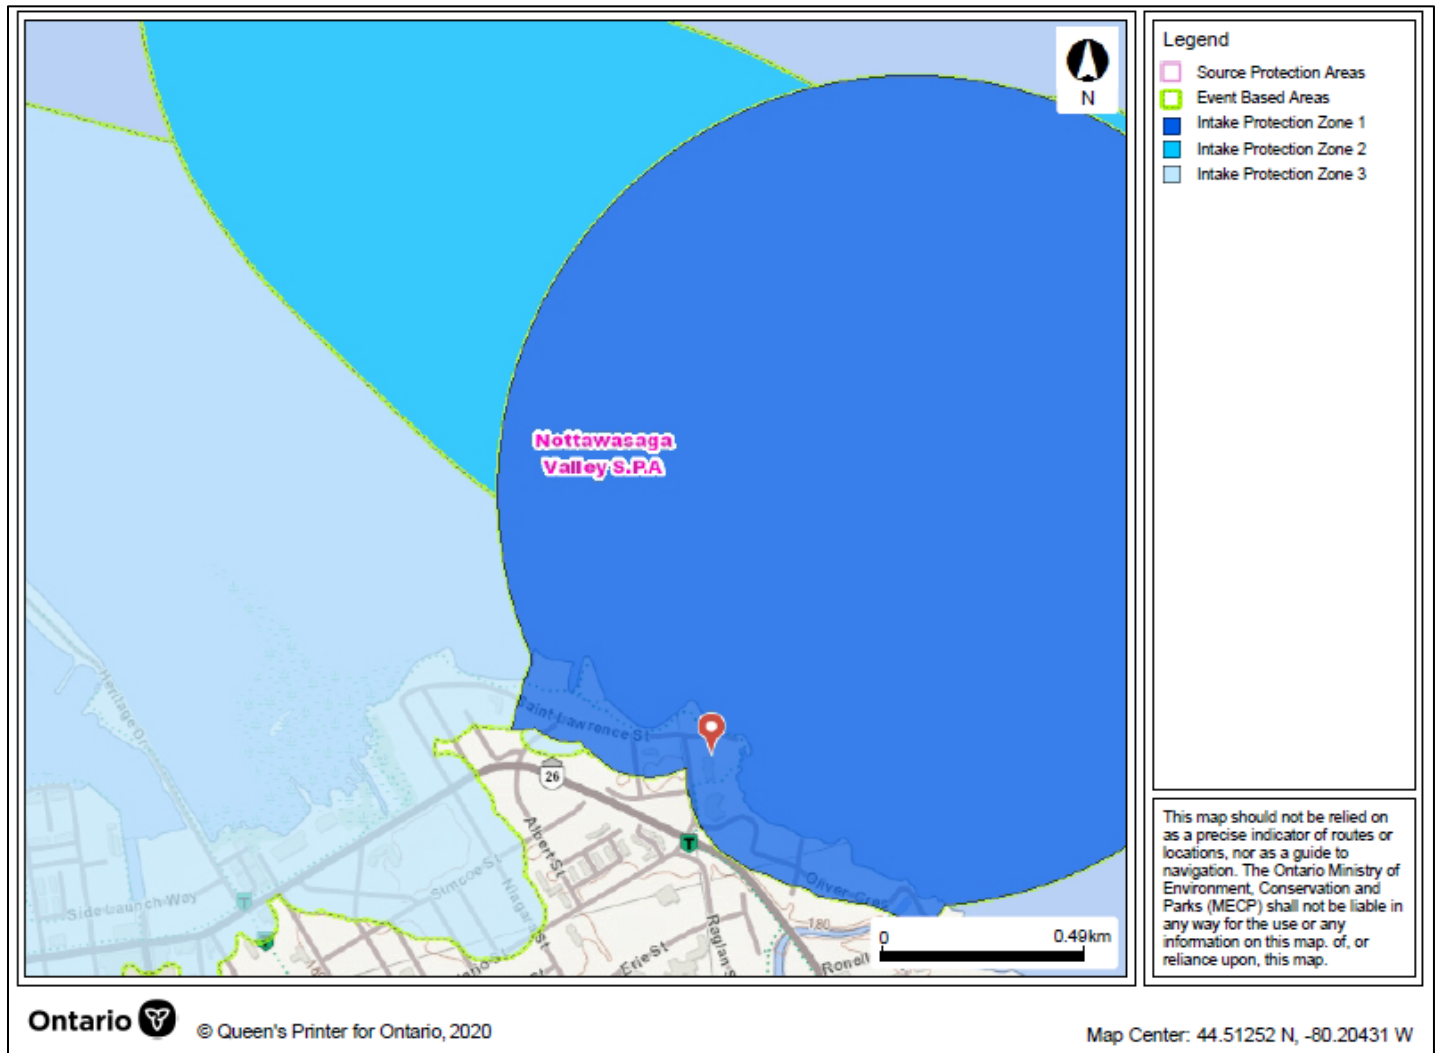 N
Nottawasaga
Valley S.P.A
Heritage Dr
Saint Lawrence St
26
Albert St
T
Simcoe St
Niagara St
Side Launch Way
T
Oliver Cres
180
Raglan S
Erie St
Ronell
0 0.49km
Legend
Source Protection Areas
Event Based Areas
Intake Protection Zone 1
Intake Protection Zone 2
Intake Protection Zone 3
This map should not be relied on
as a precise indicator of routes or
locations, nor as a guide to
navigation. The Ontario Ministry of
Environment, Conservation and
Parks (MECP) shall not be liable in
any way for the use or any
information on this map. of, or
reliance upon, this map.
Ontario
© Queen's Printer for Ontario, 2020
Map Center: 44.51252 N, -80.20431 W